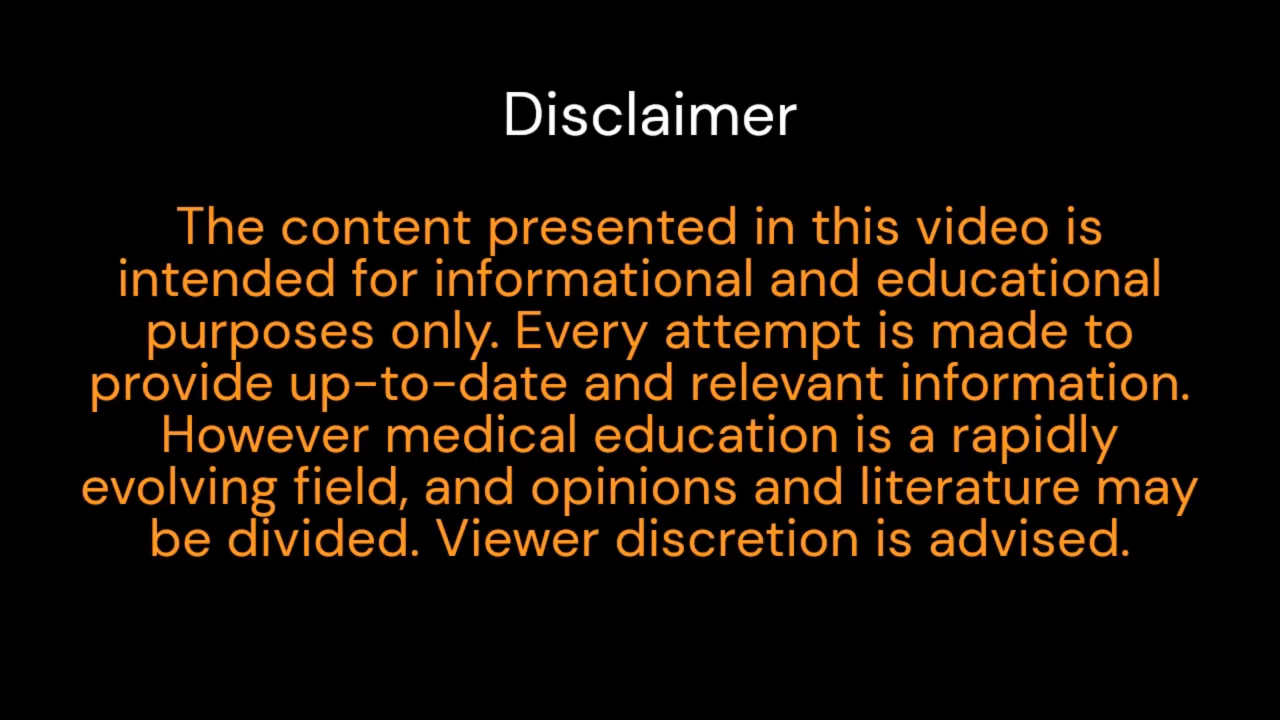 Disclaimer
The content presented in this video is
intended for informational and educational
purposes only. Every attempt is made to
provide up-to-date and relevant information.
However medical education is a rapidly
evolving field, and opinions and literature may
be divided. Viewer discretion is advised.